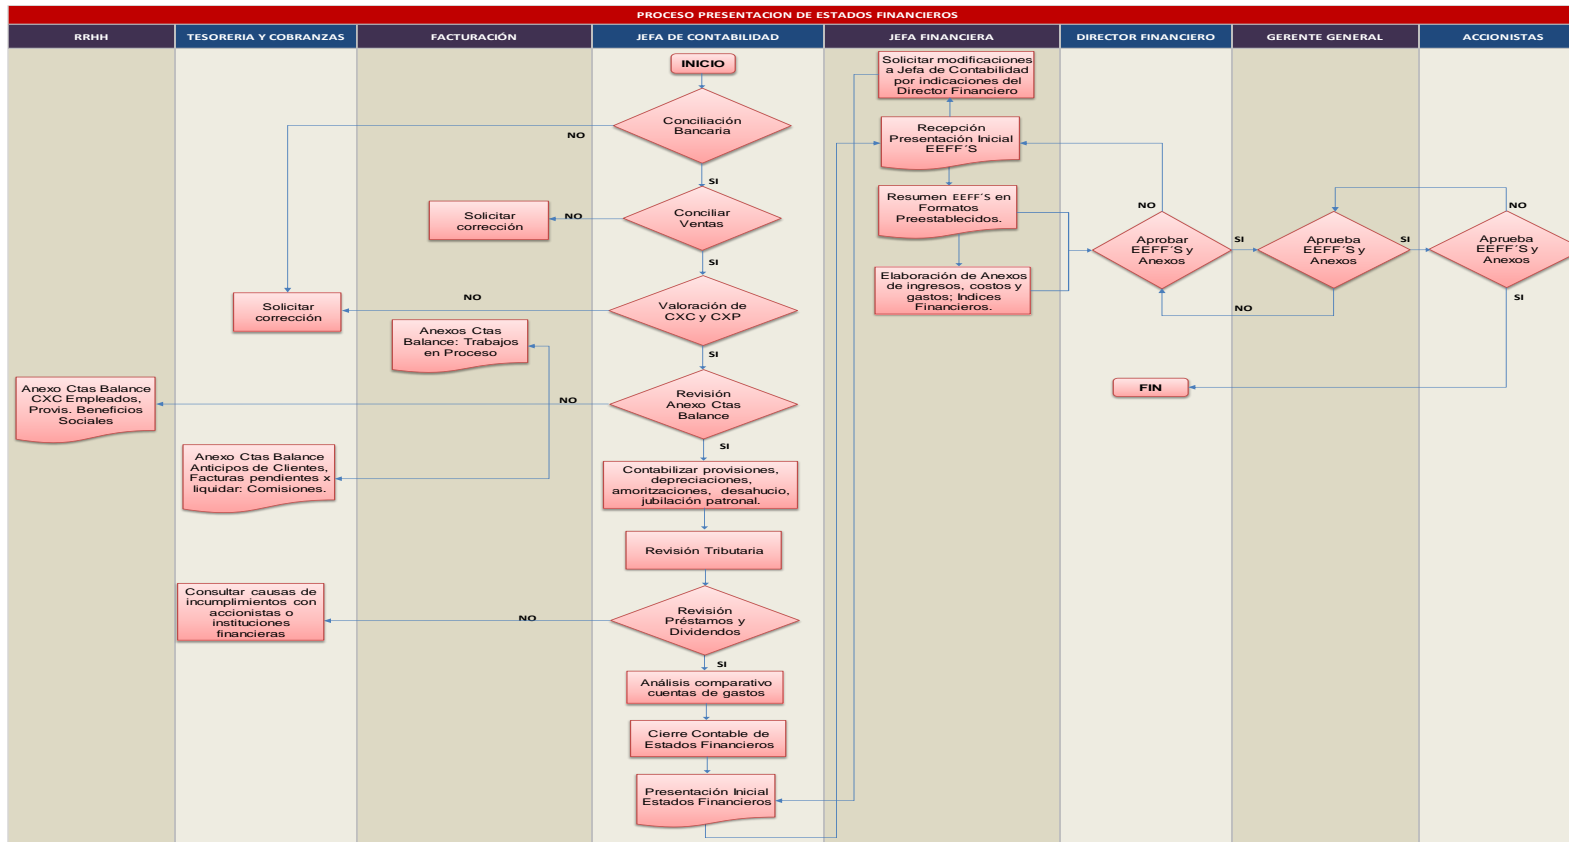 PROCESO PRESENTACION DE ESTADOS FINANCIEROS
RRHH
TESORERIA Y COBRANZAS
FACTURACIÓN
JEFA DE CONTABILIDAD
JEFA FINANCIERA
DIRECTOR FINANCIERO
GERENTE GENERAL
ACCIONISTAS
INICIO
Solicitar modificaciones
a Jefa de Contabilidad
por indicaciones del
Director Financiero
Conciliación
Bancaria
NO
SI
Recepción
Presentación Inicial
EEFF´S
Solicitar
corrección
NO
Conciliar
Ventas
SI
Resumen EEFF´S en
Formatos
Preestablecidos.
NO
Aprobar
EEFF´S y
Anexos
SI
Aprueba
EEFF´S y
Anexos
SI
NO
Aprueba
EEFF´S y
Anexos
SI
NO
Solicitar
corrección
NO
Valoración de
CXC y CXP
SI
Elaboración de Anexos
de ingresos, costos y
gastos; Indices
Financieros.
Anexos Ctas
Balance: Trabajos
en Proceso
FIN
Anexo Ctas Balance
CXC Empleados,
Provis. Beneficios
Sociales
NO
Revisión
Anexo Ctas
Balance
SI
Anexo Ctas Balance
Anticipos de Clientes,
Facturas pendientes x
liquidar: Comisiones.
Contabilizar provisiones,
depreciaciones,
amoritzaciones, desahucio,
jubilación patronal.
Revisión Tributaria
Consultar causas de
incumplimientos con
accionistas o
instituciones
financieras
NO
Revisión
Préstamos y
Dividendos
SI
Análisis comparativo
cuentas de gastos
Cierre Contable de
Estados Financieros
Presentación Inicial
Estados Financieros